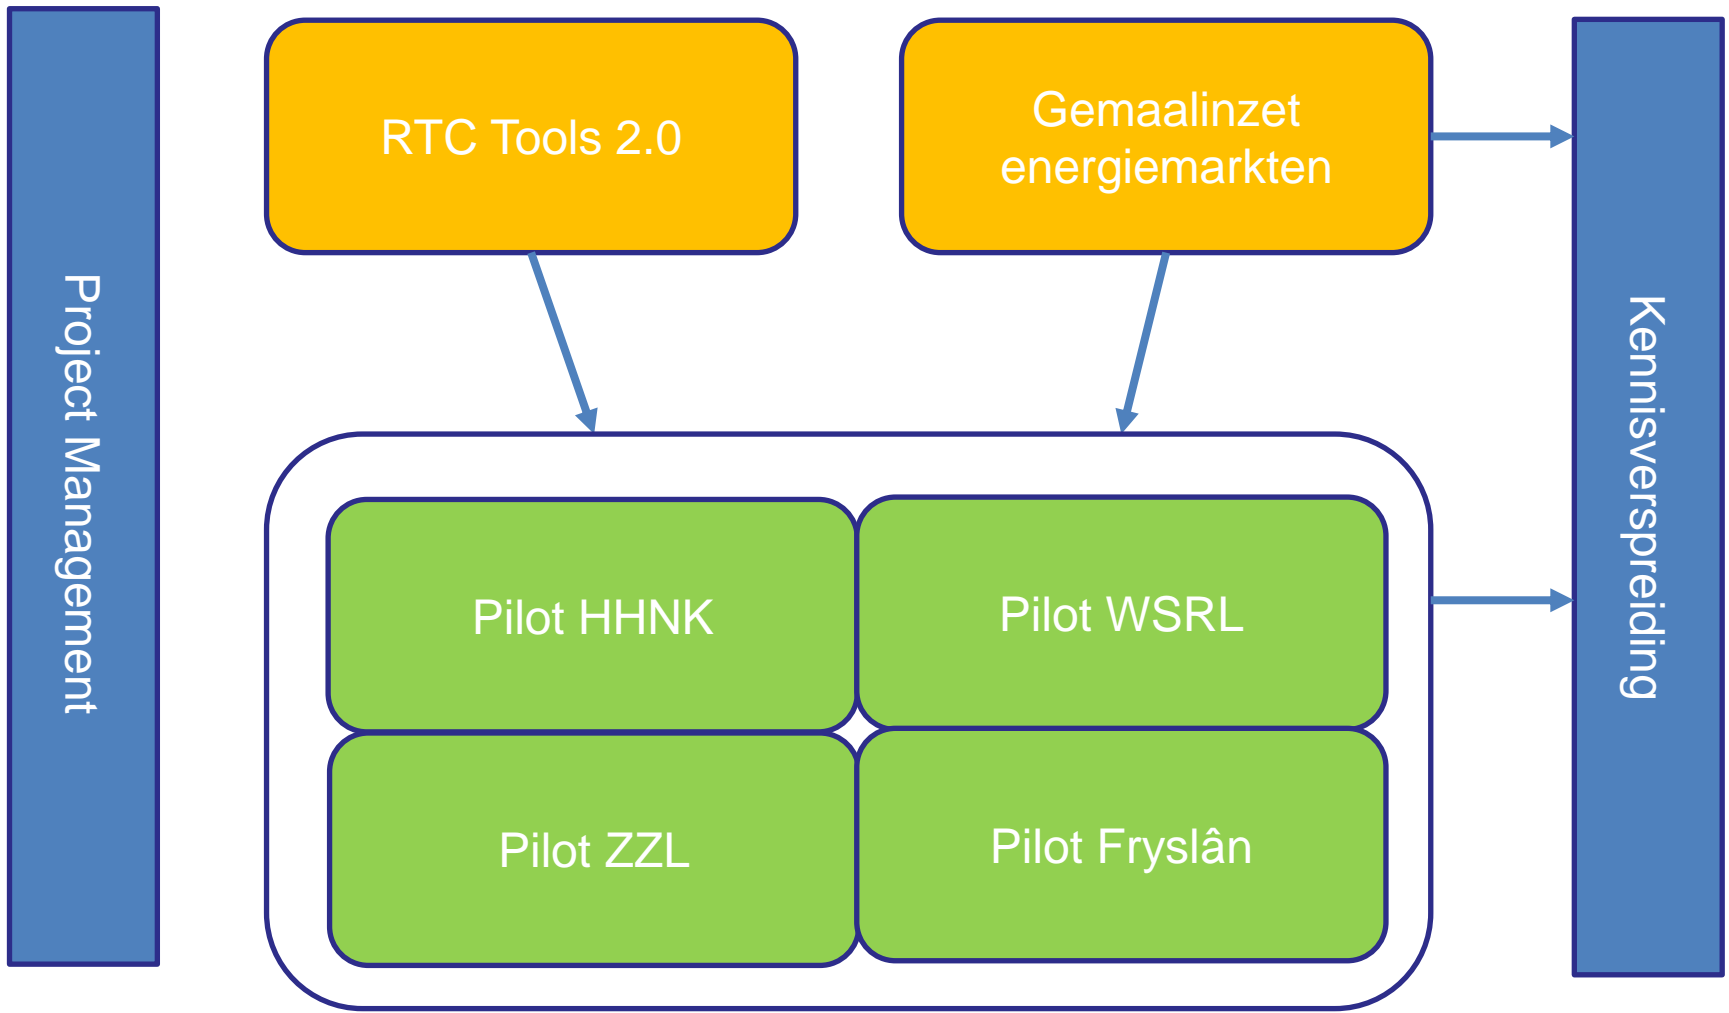 Project Management
RTC Tools 2.0
Gemaalinzet
energiemarkten
Kennisverspreiding
Pilot HHNK
Pilot WSRL
Pilot ZZL
Pilot Fryslân